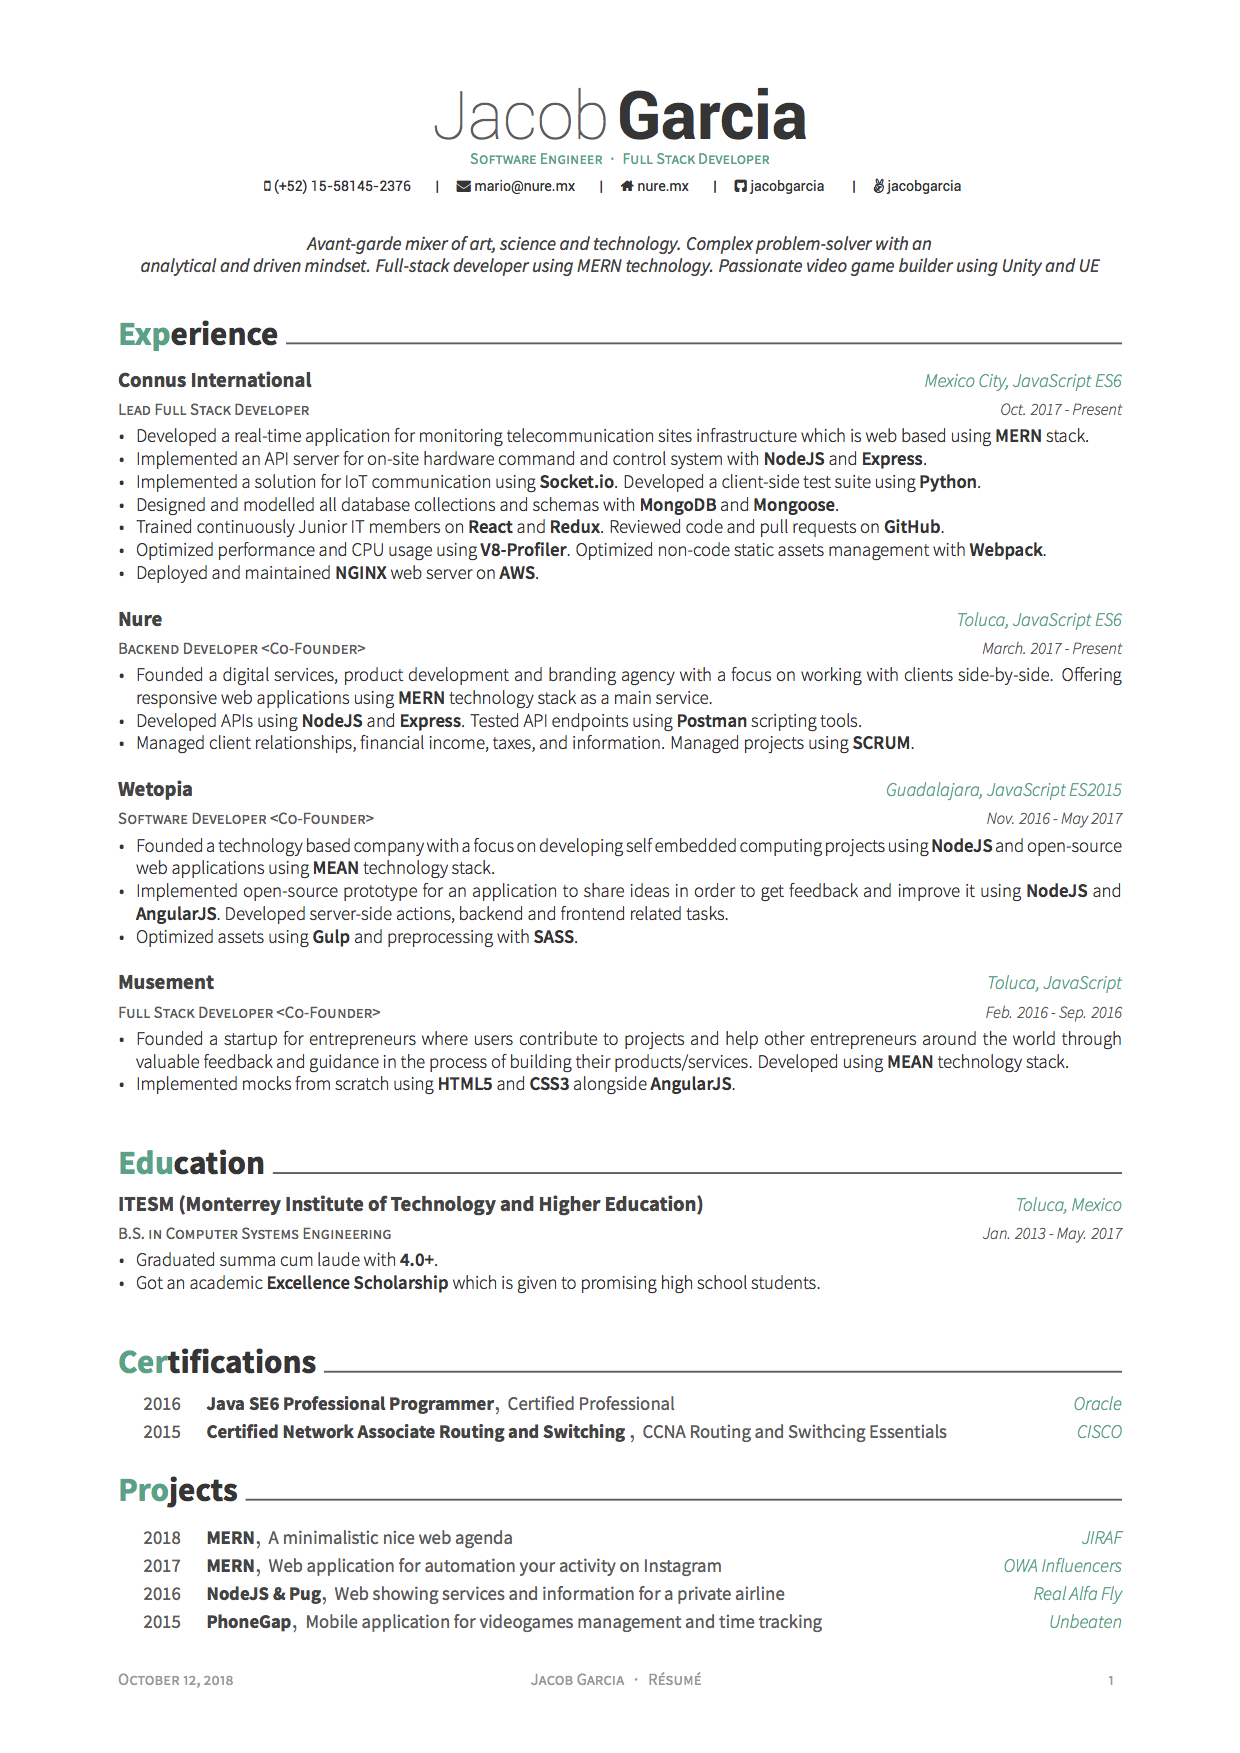 Jacob Garcia
Software Engineer · Full Stack Developer
(+52) 15-58145-2376 | mario@nure.mx | nure.mx | jacobgarcia | jacobgarcia
Avant-garde mixer of art, science and technology. Complex problem-solver with an
analytical and driven mindset. Full-stack developer using MERN technology. Passionate video game builder using Unity and UE
Experience
Connus International Mexico City, JavaScript ES6
Lead Full Stack Developer Oct. 2017 - Present
• Developed a real-time application for monitoring telecommunication sites infrastructure which is web based using MERN stack.
• Implemented an API server for on-site hardware command and control system with NodeJS and Express.
• Implemented a solution for IoT communication using Socket.io. Developed a client-side test suite using Python.
• Designed and modelled all database collections and schemas with MongoDB and Mongoose.
• Trained continuously Junior IT members on React and Redux. Reviewed code and pull requests on GitHub.
• Optimized performance and CPU usage using V8-Profiler. Optimized non-code static assets management with Webpack.
• Deployed and maintained NGINX web server on AWS.
Nure Toluca, JavaScript ES6
Backend Developer <Co-Founder> March. 2017 - Present
• Founded a digital services, product development and branding agency with a focus on working with clients side-by-side. Offering
responsive web applications using MERN technology stack as a main service.
• Developed APIs using NodeJS and Express. Tested API endpoints using Postman scripting tools.
• Managed client relationships, financial income, taxes, and information. Managed projects using SCRUM.
Wetopia Guadalajara, JavaScript ES2015
Software Developer <Co-Founder> Nov. 2016 - May 2017
• Founded a technology based company with a focus on developing self embedded computing projects using NodeJS and open-source
web applications using MEAN technology stack.
• Implemented open-source prototype for an application to share ideas in order to get feedback and improve it using NodeJS and
AngularJS. Developed server-side actions, backend and frontend related tasks.
• Optimized assets using Gulp and preprocessing with SASS.
Musement Toluca, JavaScript
Full Stack Developer <Co-Founder> Feb. 2016 - Sep. 2016
• Founded a startup for entrepreneurs where users contribute to projects and help other entrepreneurs around the world through
valuable feedback and guidance in the process of building their products/services. Developed using MEAN technology stack.
• Implemented mocks from scratch using HTML5 and CSS3 alongside AngularJS.
Education
ITESM (Monterrey Institute of Technology and Higher Education) Toluca, Mexico
B.S. in Computer Systems Engineering Jan. 2013 - May. 2017
• Graduated summa cum laude with 4.0+.
• Got an academic Excellence Scholarship which is given to promising high school students.
Certifications
2016 Java SE6 Professional Programmer, Certified Professional Oracle
2015 Certified Network Associate Routing and Switching , CCNA Routing and Swithcing Essentials CISCO
Projects
2018 MERN, A minimalistic nice web agenda JIRAF
2017 MERN, Web application for automation your activity on Instagram OWA Influencers
2016 NodeJS & Pug, Web showing services and information for a private airline Real Alfa Fly
2015 PhoneGap, Mobile application for videogames management and time tracking Unbeaten
October 12, 2018 Jacob Garcia · Résumé 1